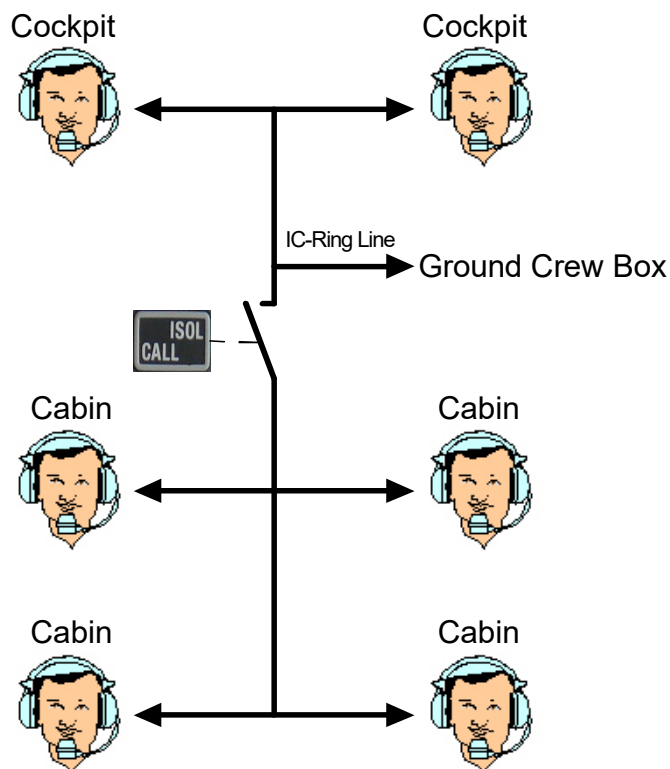 Cockpit
Cockpit
IC-Ring Line
Ground Crew Box
ISOL
CALL
Cabin
Cabin
Cabin
Cabin